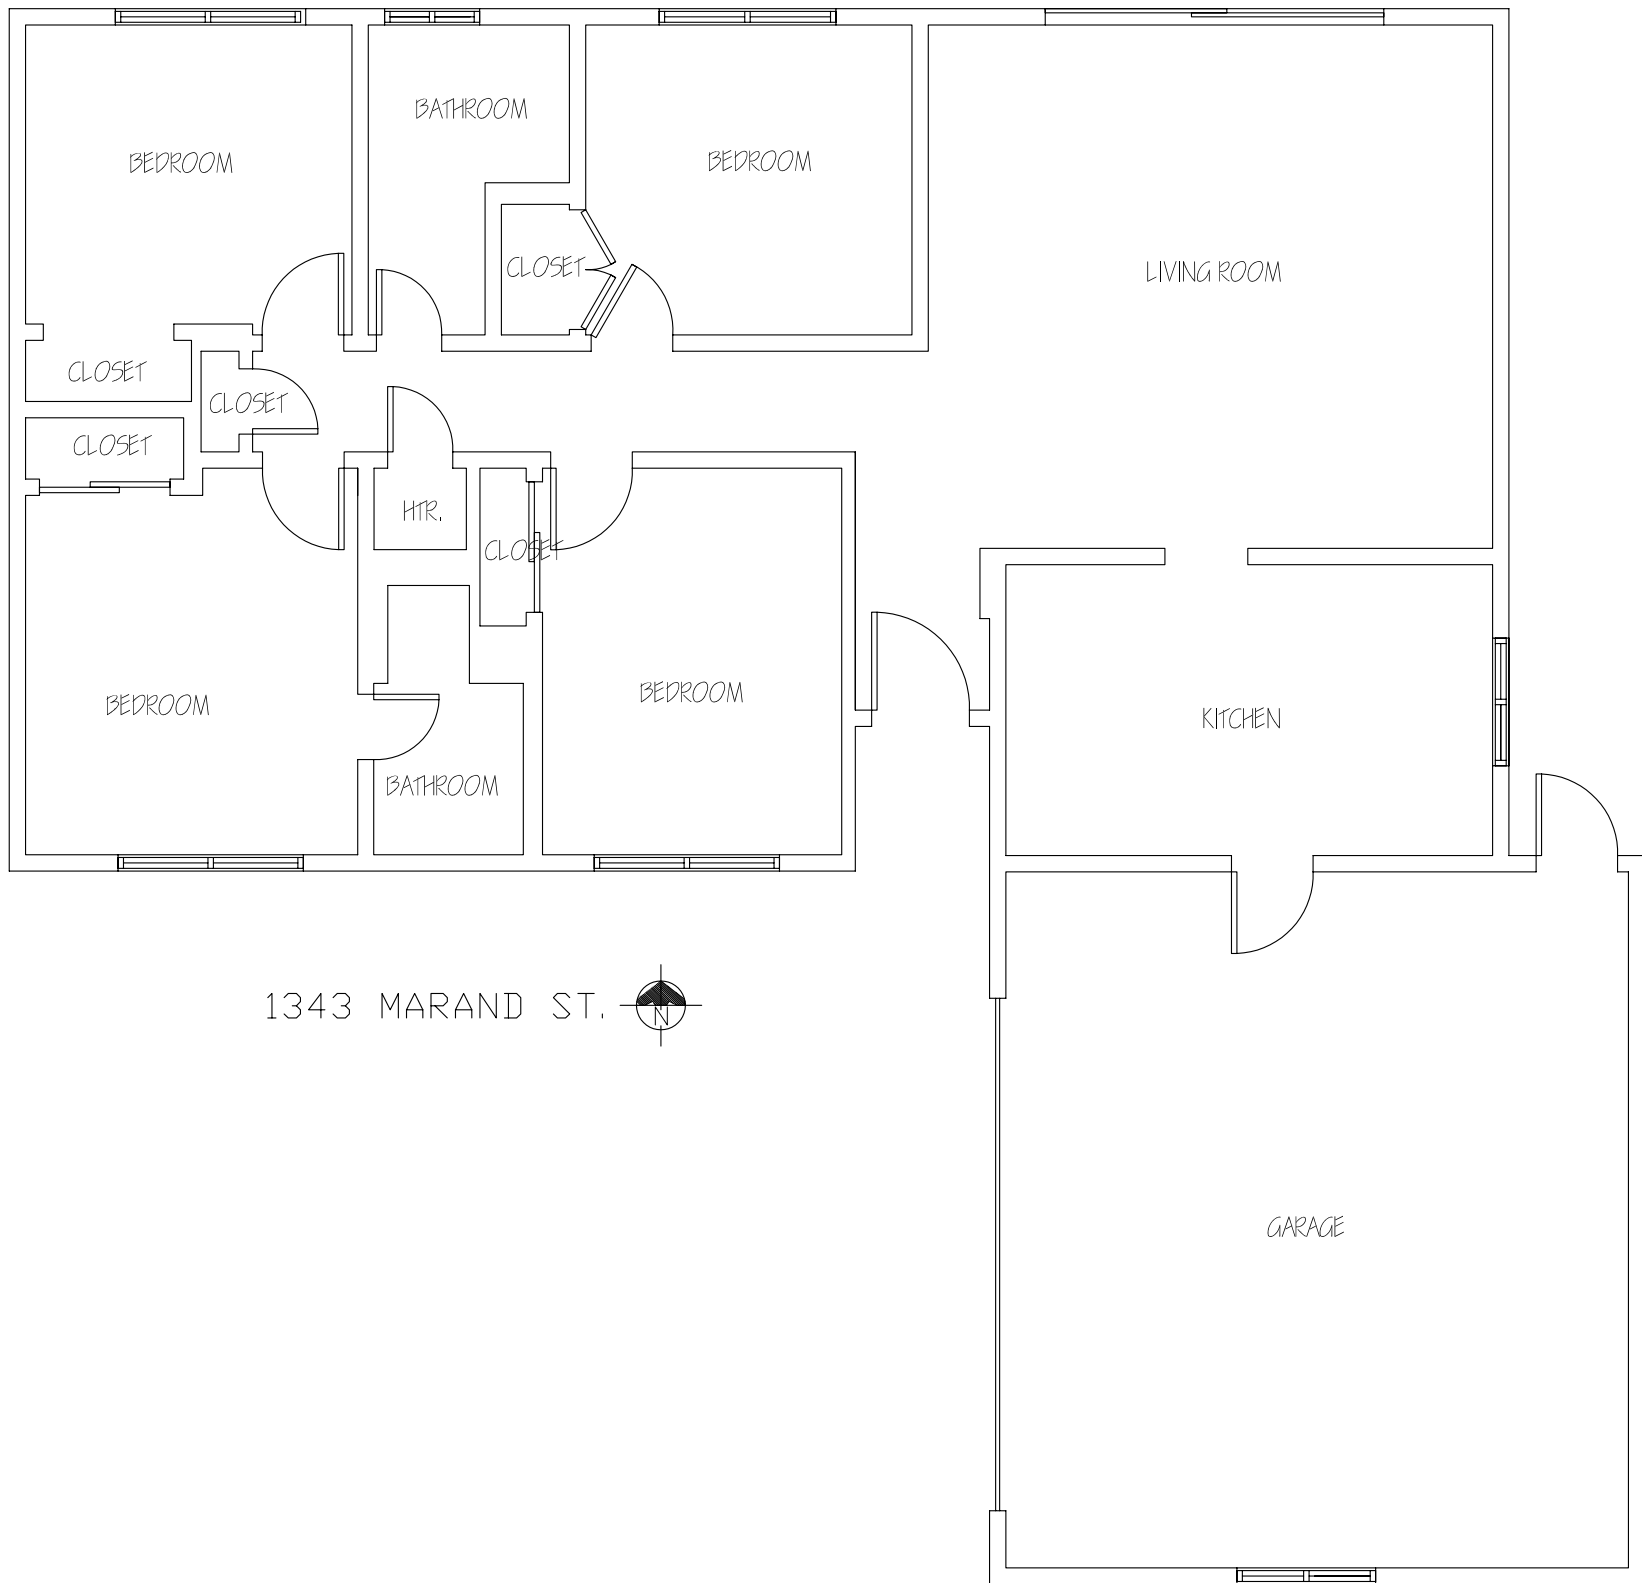 BATHROOM
BEDROOM
BEDROOM
CLOSET
LIVING ROOM
CLOSET
CLOSET
CLOSET
HTR.
CLOSET
BEDROOM
BEDROOM
KITCHEN
BATHROOM
1343 MARAND ST.
N
GARAGE